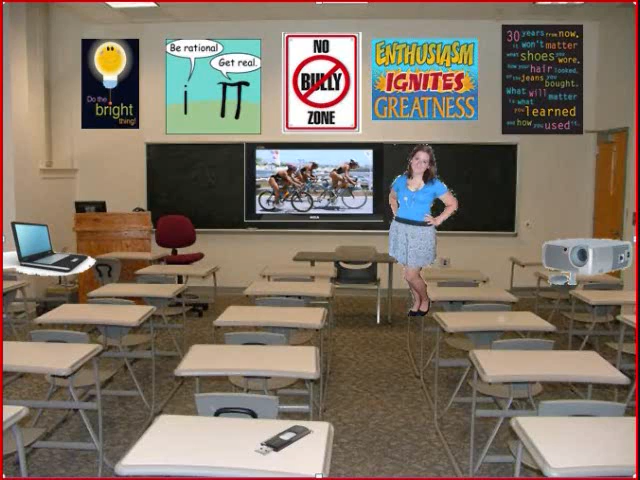 Do the
bright
thing!
Be rational
Get real.
i π
NO
BULLY
ZONE
ENTHUSIASM
IGNITES
GREATNESS
30 years from now,
it won't matter
what shoes you wore,
how your hair looked,
or you jeans you
bought.
What will matter
is what
you learned
and how you used it.